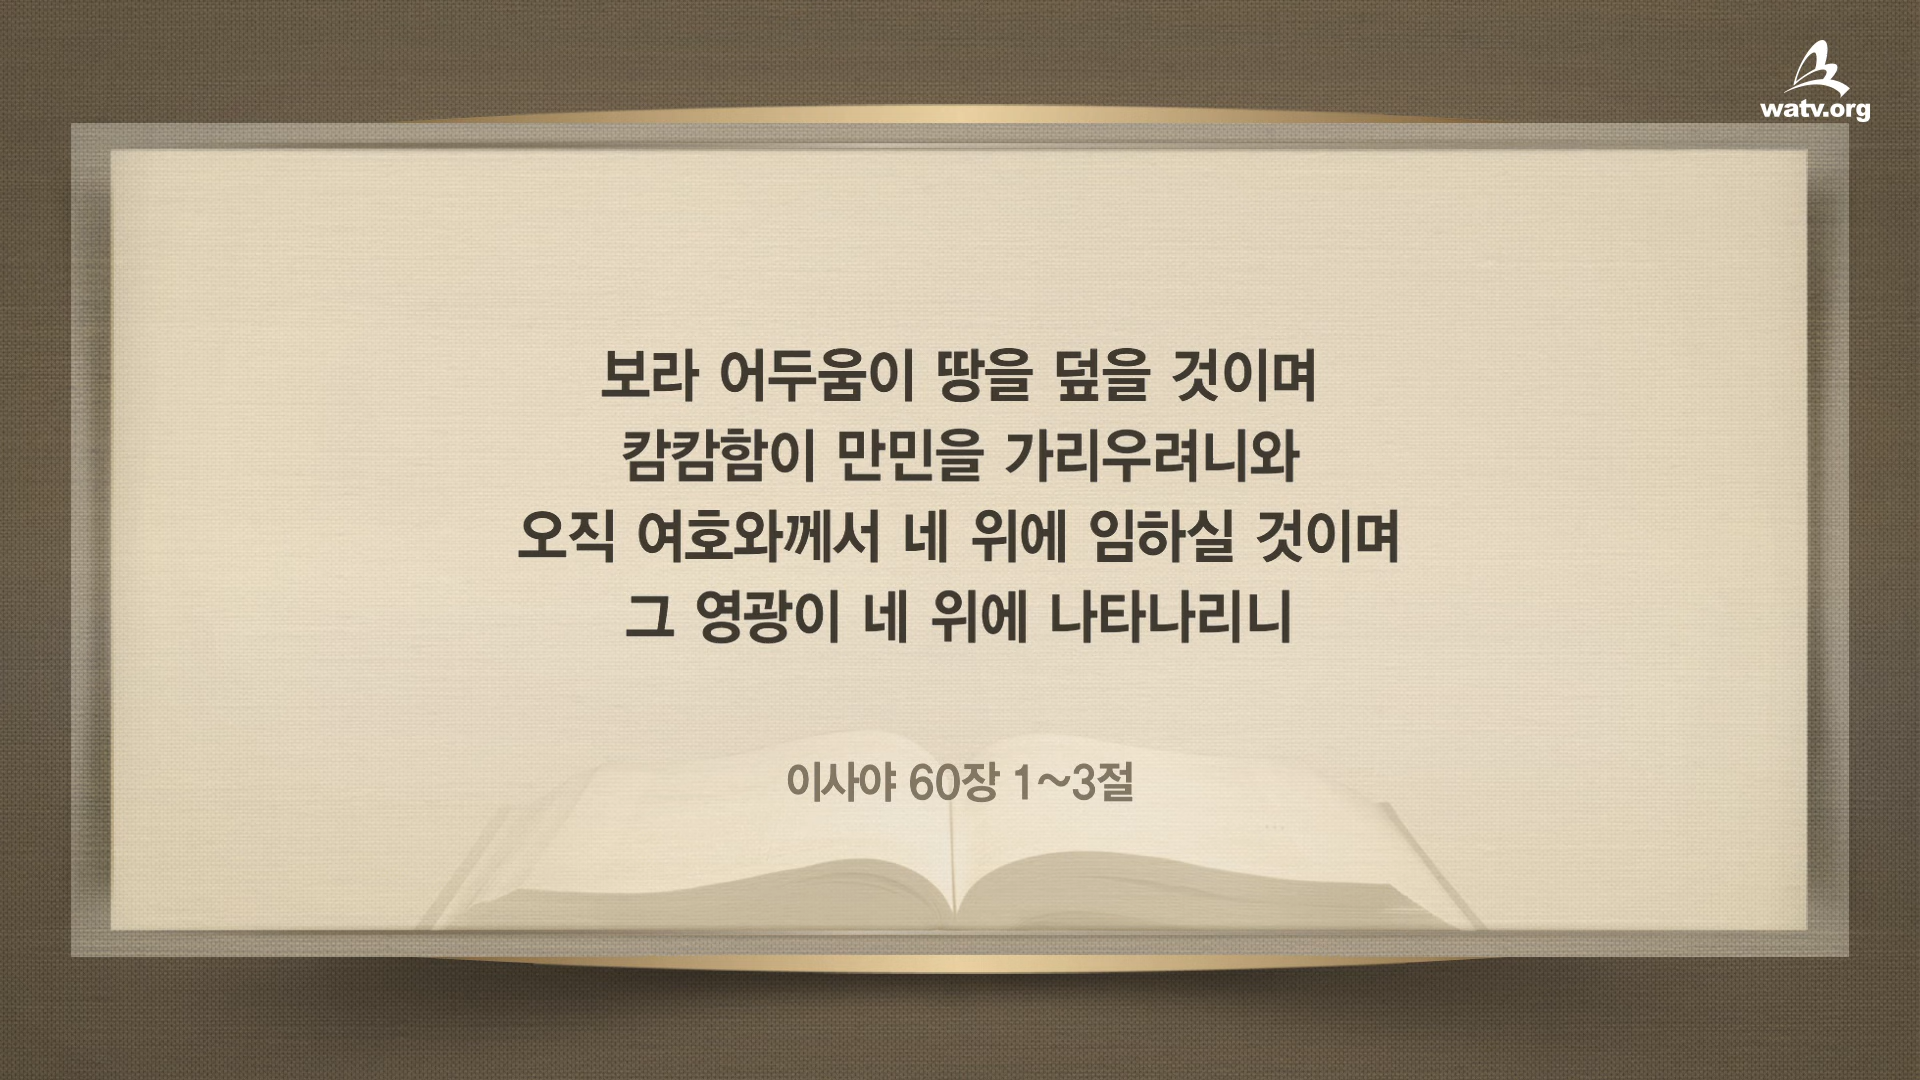 watv.org
보라 어두움이 땅을 덮을 것이며
캄캄함이 만민을 가리우려니와
오직 여호와께서 네 위에 임하실 것이며
그 영광이 네 위에 나타나리니
이사야 60장 1~3절